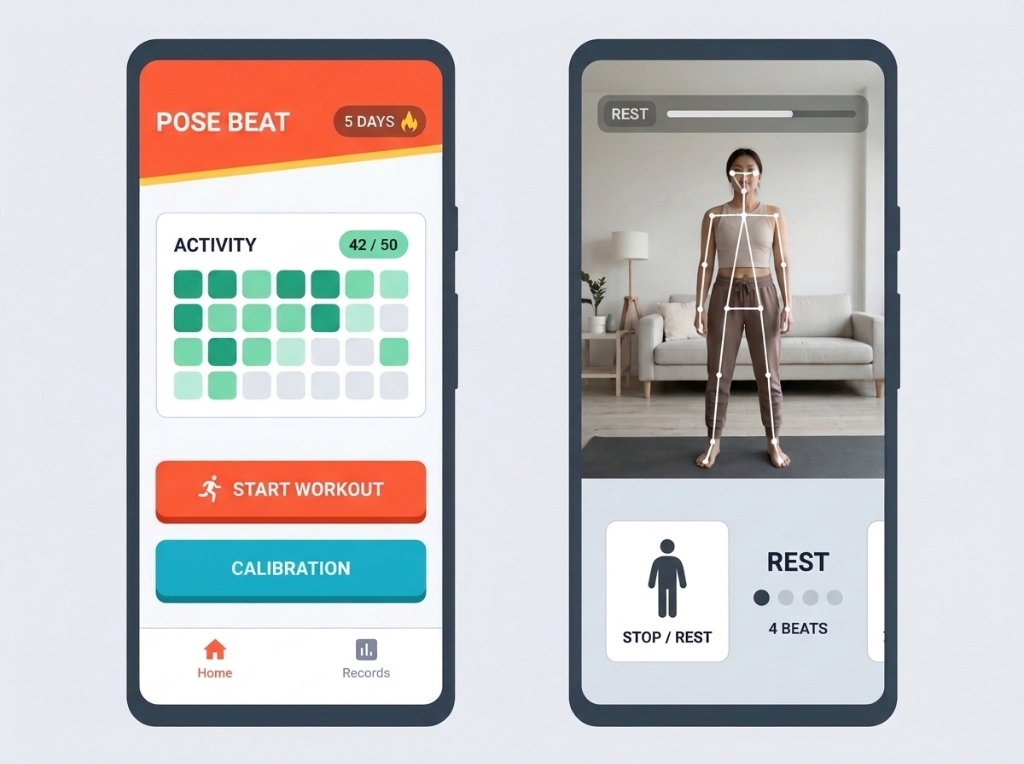 POSE BEAT
5 DAYS
ACTIVITY
42 / 50
START WORKOUT
CALIBRATION
Home
Records
REST
STOP / REST
REST
4 BEATS